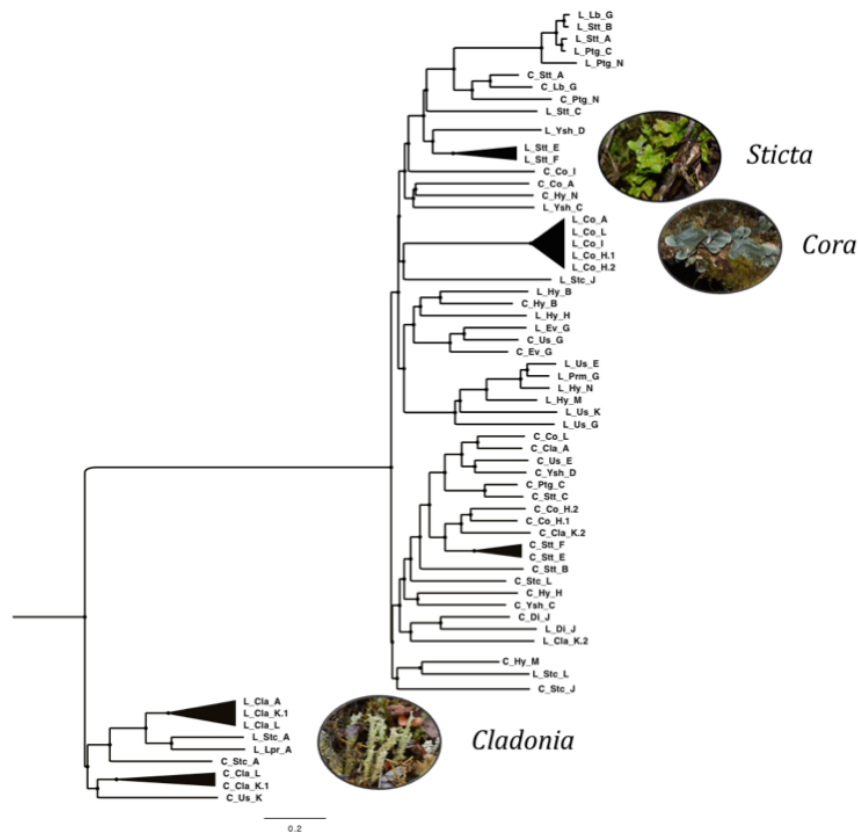 L_Lb_G
L_Stt_B
L_Stt_A
L_Ptg_C
L_Ptg_N
C_Stt_A
C_Lb_G
C_Ptg_N
L_Stt_C
L_Ysh_D
L_Stt_E
L_Stt_F
Sticta
C_Co_I
C_Co_A
C_Hy_N
L_Ysh_C
L_Co_A
L_Co_L
L_Co_I
Cora
L_Co_H.1
L_Co_H.2
L_Stc_J
L_Hy_B
C_Hy_B
L_Hy_H
L_Ev_G
C_Us_G
C_Ev_G
L_Us_E
L_Prm_G
L_Hy_N
L_Hy_M
L_Us_K
L_Us_G
C_Co_L
C_Cla_A
C_Us_E
C_Ysh_D
C_Ptg_C
C_Stt_C
C_Co_H.2
C_Co_H.1
C_Cla_K.2
C_Stt_F
C_Stt_E
C_Stt_B
C_Stc_L
C_Hy_H
C_Ysh_C
C_Di_J
L_Di_J
L_Cla_K.2
C_Hy_M
L_Stc_L
C_Stc_J
L_Cla_A
L_Cla_K.1
L_Cla_L
L_Stc_A
Cladonia
L_Lpr_A
C_Stc_A
C_Cla_L
C_Cla_K.1
C_Us_K
0.2